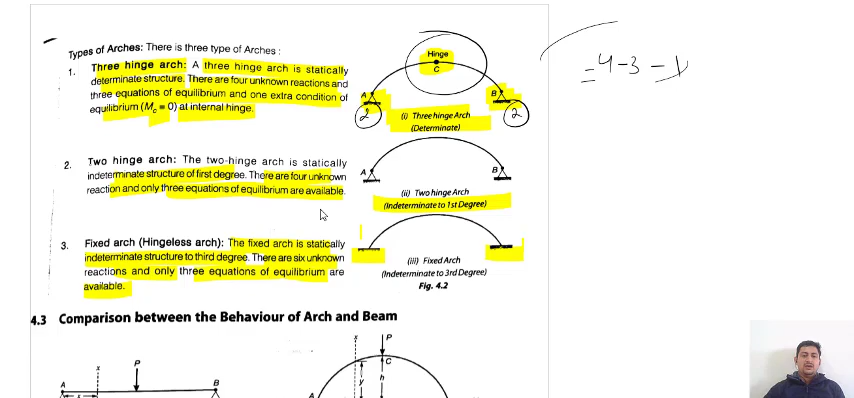 Types of Arches: There is three type of Arches :
1. Three hinge arch: A three hinge arch is statically
determinate structure. There are four unknown reactions and
three equations of equilibrium and one extra condition of
equilibrium (Mc = 0) at internal hinge.
Hinge
C
A
B
2
2
(i) Three hinge Arch
(Determinate)
= 4 - 3 -
2. Two hinge arch: The two-hinge arch is statically
indeterminate structure of first degree. There are four unknown
reaction and only three equations of equilibrium are available.
A
B
(ii) Two hinge Arch
(Indeterminate to 1st Degree)
3. Fixed arch (Hingeless arch): The fixed arch is statically
indeterminate structure to third degree. There are six unknown
reactions and only three equations of equilibrium are
available.
(iii) Fixed Arch
(Indeterminate to 3rd Degree)
Fig. 4.2
4.3 Comparison between the Behaviour of Arch and Beam
A
x
P
B
x
x
P
C
y
h
A